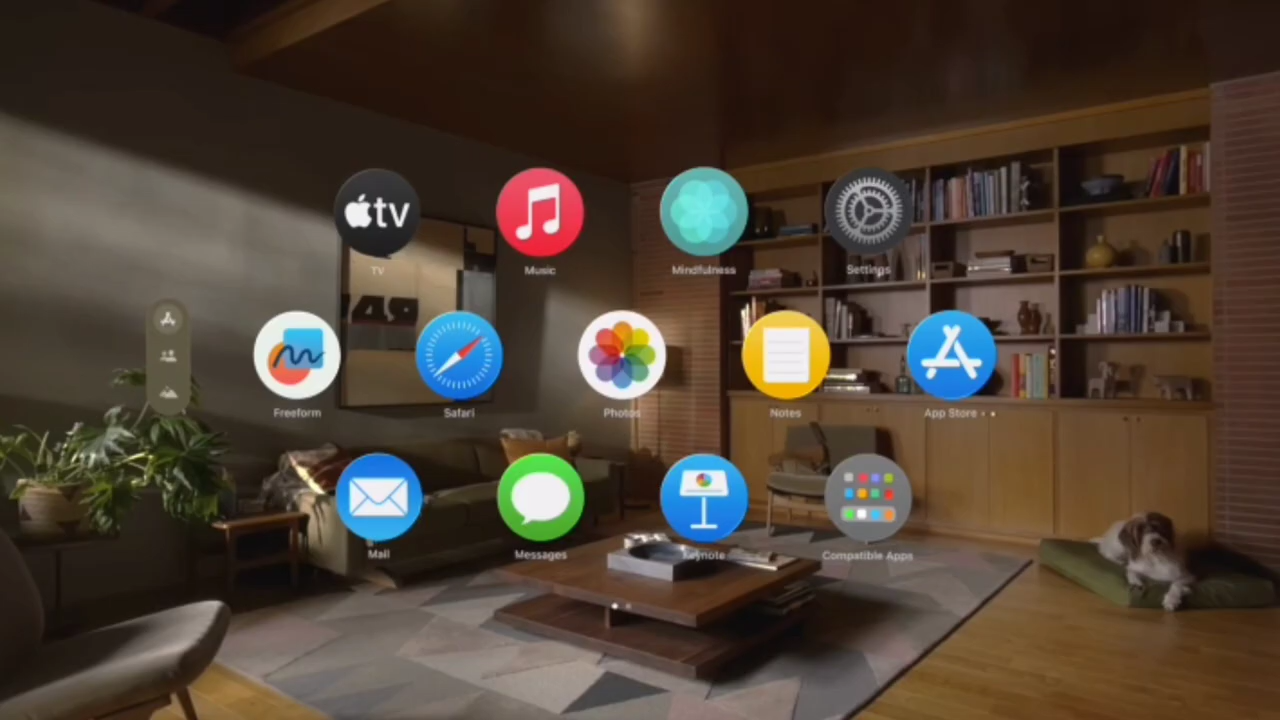 tv
TV
Music
Mindfulness
Settings
Freeform
Safari
Photos
Notes
App Store
Mail
Messages
Keynote
Compatible Apps